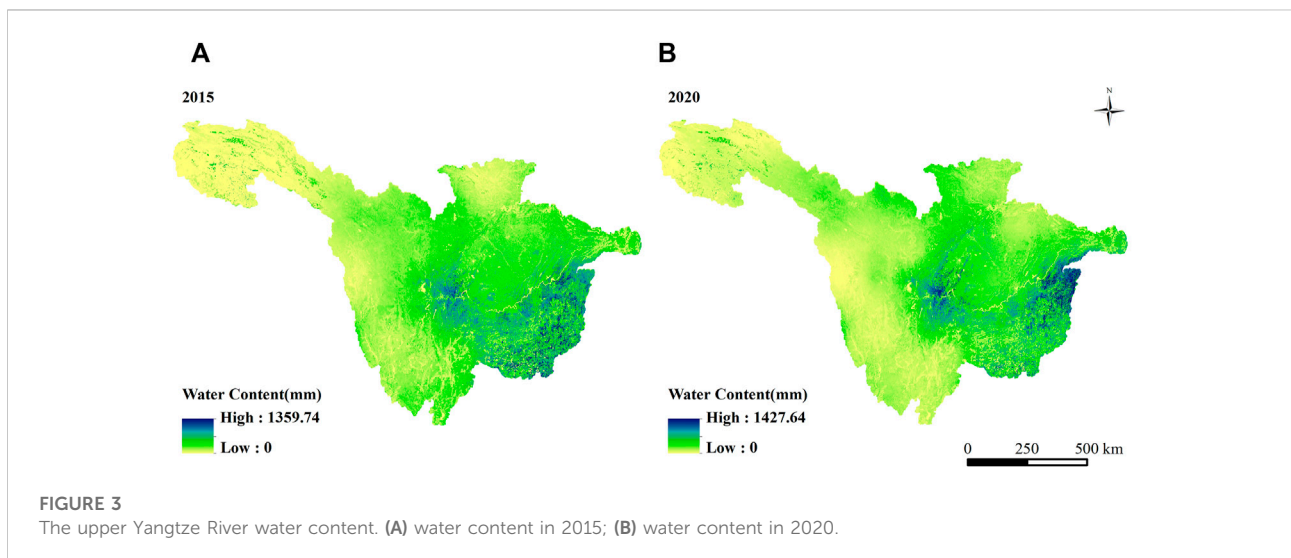 A
B
2015
2020
N
Water Content(mm)
High : 1359.74
Low : 0
Water Content(mm)
High : 1427.64
Low : 0
0 250 500 km
FIGURE 3
The upper Yangtze River water content. (A) water content in 2015; (B) water content in 2020.